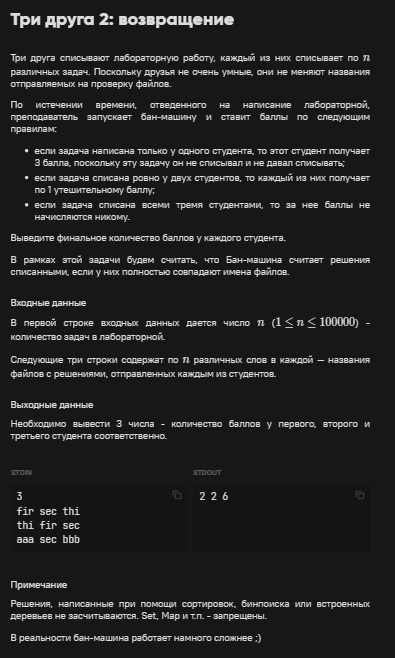 Три друга 2: возвращение
Три друга списывают лабораторную работу, каждый из них списывает по n
различных задач. Поскольку друзья не очень умные, они не меняют названия
отправляемых на проверку файлов.
По истечении времени, отведенного на написание лабораторной,
преподаватель запускает бан-машину и ставит баллы по следующим
правилам:
• если задача написана только у одного студента, то этот студент получает
3 балла, поскольку эту задачу он не списывал и не давал списывать;
• если задача списана ровно у двух студентов, то каждый из них получает
по 1 утешительному баллу;
• если задача списана всеми тремя студентами, то за нее баллы не
начисляются никому.
Выведите финальное количество баллов у каждого студента.
В рамках этой задачи будем считать, что Бан-машина считает решения
списанными, если у них полностью совпадают имена файлов.
Входные данные
В первой строке входных данных дается число n (1 ≤ n ≤ 100000) -
количество задач в лабораторной.
Следующие три строки содержат по n различных слов в каждой — названия
файлов с решениями, отправленных каждым из студентов.
Выходные данные
Необходимо вывести 3 числа - количество баллов у первого, второго и
третьего студента соответственно.
STDIN STDOUT
3 2 2 6
fir sec thi
thi fir sec
aaa sec bbb
Примечание
Решения, написанные при помощи сортировок, бинпоиска или встроенных
деревьев не засчитываются. Set, Map и т.п. - запрещены.
В реальности бан-машина работает намного сложнее ;)